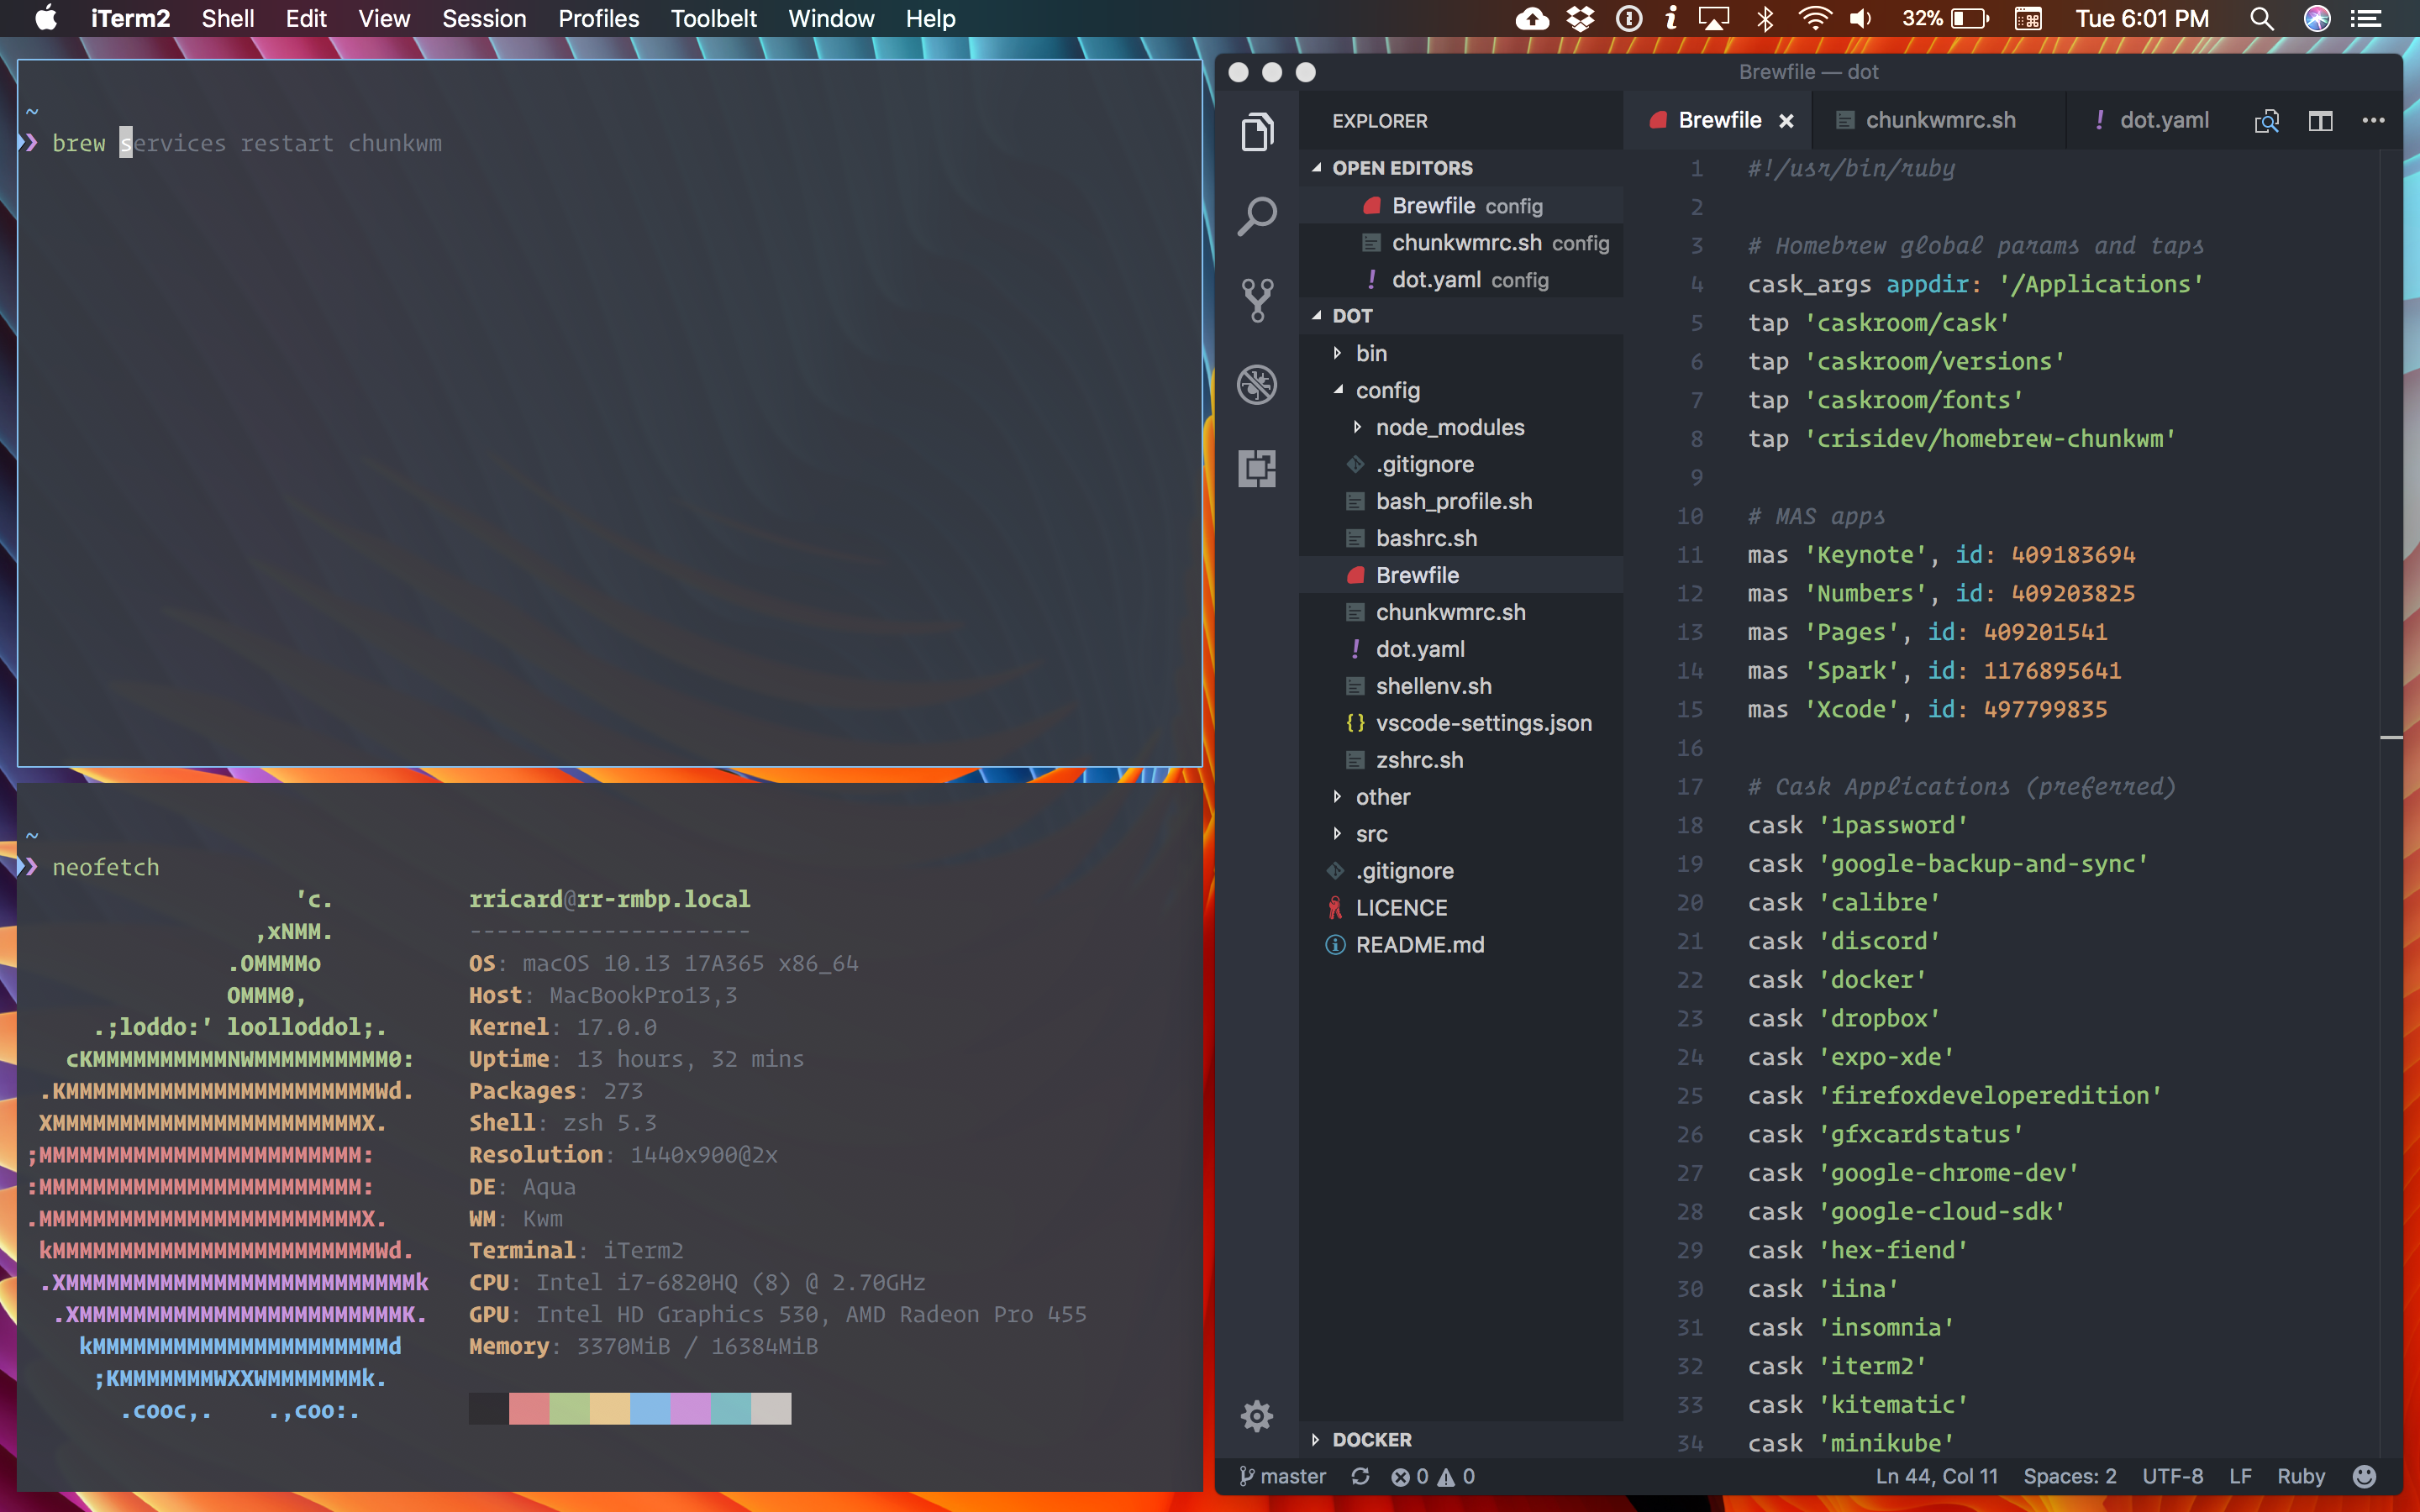 iTerm2 Shell Edit View Session Profiles Toolbelt Window Help 32% Tue 6:01 PM
~
❯ brew services restart chunkwm
~
❯ neofetch
'c. rricard@rr-rmbp.local
,xNMM. ---------------------
.OMMMMo OS: macOS 10.13 17A365 x86_64
OMMM0, Host: MacBookPro13,3
.;loddo:' loolloddol;. Kernel: 17.0.0
cKMMMMMMMMMMNWMMMMMMMMMM0: Uptime: 13 hours, 32 mins
.KMMMMMMMMMMMMMMMMMMMMMMMWd. Packages: 273
XMMMMMMMMMMMMMMMMMMMMMMMX. Shell: zsh 5.3
;MMMMMMMMMMMMMMMMMMMMMMMM: Resolution: 1440x900@2x
:MMMMMMMMMMMMMMMMMMMMMMMM: DE: Aqua
.MMMMMMMMMMMMMMMMMMMMMMMMX. WM: Kwm
kMMMMMMMMMMMMMMMMMMMMMMMMWd. Terminal: iTerm2
.XMMMMMMMMMMMMMMMMMMMMMMMMMMk CPU: Intel i7-6820HQ (8) @ 2.70GHz
.XMMMMMMMMMMMMMMMMMMMMMMMMK. GPU: Intel HD Graphics 530, AMD Radeon Pro 455
kMMMMMMMMMMMMMMMMMMMMMMd Memory: 3370MiB / 16384MiB
;KMMMMMMMWXXWMMMMMMMk.
.cooc,. .,coo:.
Brewfile — dot
EXPLORER
OPEN EDITORS
Brewfile config
chunkwmrc.sh config
! dot.yaml config
DOT
bin
config
node_modules
.gitignore
bash_profile.sh
bashrc.sh
Brewfile
chunkwmrc.sh
! dot.yaml
shellenv.sh
{} vscode-settings.json
zshrc.sh
other
src
.gitignore
LICENCE
README.md
DOCKER
Brewfile × chunkwmrc.sh ! dot.yaml
1 #!/usr/bin/ruby
2
3 # Homebrew global params and taps
4 cask_args appdir: '/Applications'
5 tap 'caskroom/cask'
6 tap 'caskroom/versions'
7 tap 'caskroom/fonts'
8 tap 'crisidev/homebrew-chunkwm'
9
10 # MAS apps
11 mas 'Keynote', id: 409183694
12 mas 'Numbers', id: 409203825
13 mas 'Pages', id: 409201541
14 mas 'Spark', id: 1176895641
15 mas 'Xcode', id: 497799835
16
17 # Cask Applications (preferred)
18 cask '1password'
19 cask 'google-backup-and-sync'
20 cask 'calibre'
21 cask 'discord'
22 cask 'docker'
23 cask 'dropbox'
24 cask 'expo-xde'
25 cask 'firefoxdeveloperedition'
26 cask 'gfxcardstatus'
27 cask 'google-chrome-dev'
28 cask 'google-cloud-sdk'
29 cask 'hex-fiend'
30 cask 'iina'
31 cask 'insomnia'
32 cask 'iterm2'
33 cask 'kitematic'
34 cask 'minikube'
master 0 0 Ln 44, Col 11 Spaces: 2 UTF-8 LF Ruby